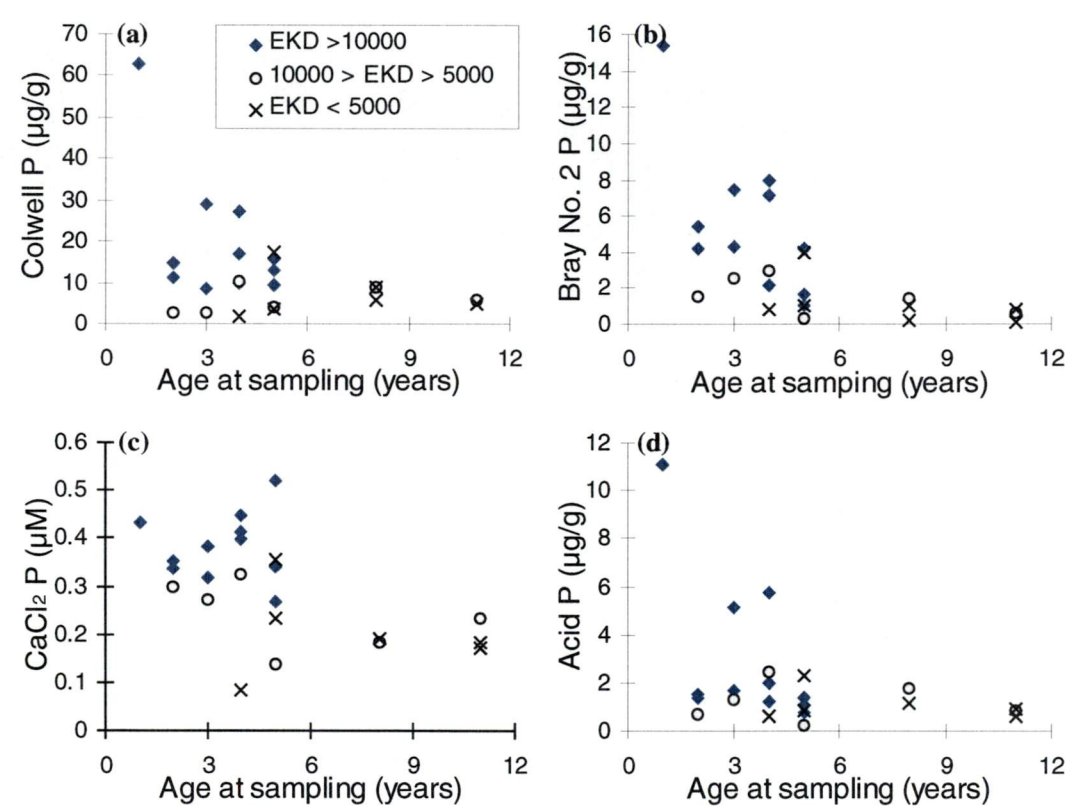 (a)
Colwell P (µg/g)
70
60
50
40
30
20
10
0
0 3 6 9 12
Age at sampling (years)
EKD >10000
10000 > EKD > 5000
EKD < 5000
(b)
Bray No. 2 P (µg/g)
16
14
12
10
8
6
4
2
0
0 3 6 9 12
Age at samping (years)
(c)
CaCl₂ P (µM)
0.6
0.5
0.4
0.3
0.2
0.1
0
0 3 6 9 12
Age at sampling (years)
(d)
Acid P (µg/g)
12
10
8
6
4
2
0
0 3 6 9 12
Age at sampling (years)